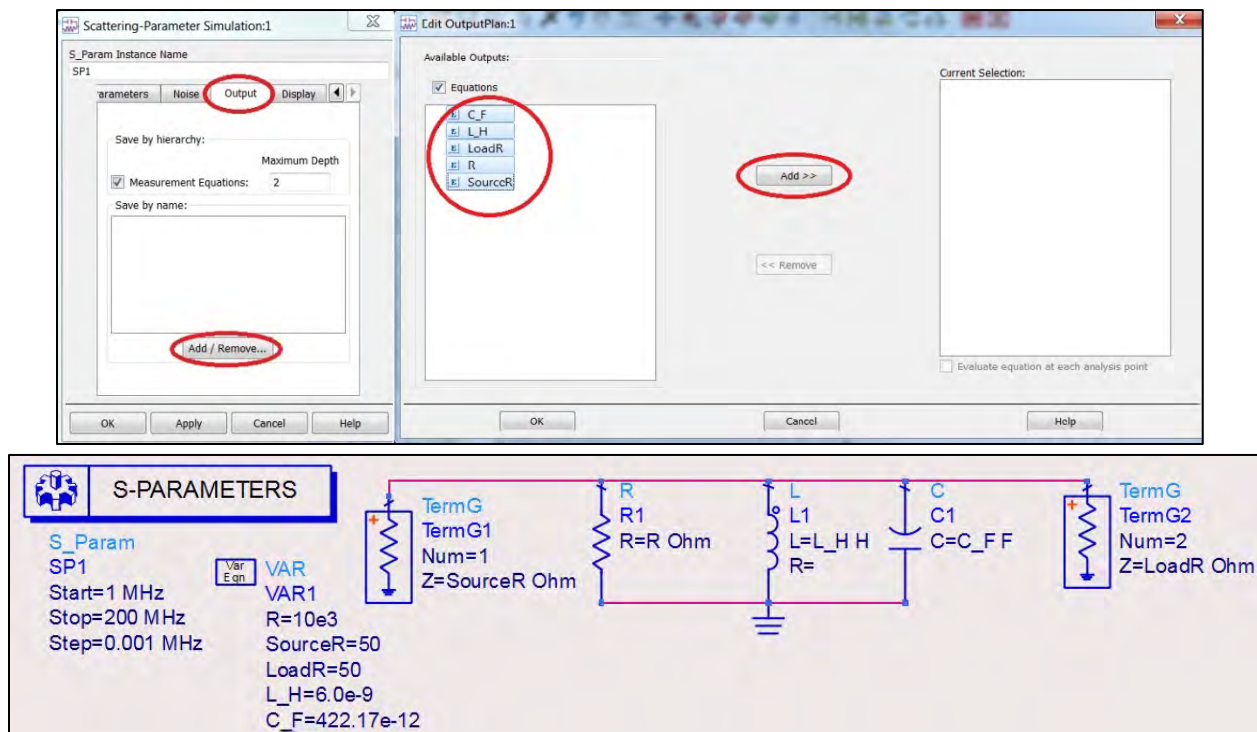 Scattering-Parameter Simulation:1
S_Param Instance Name
SP1
arameters Noise Output Display
Save by hierarchy:
Maximum Depth
Measurement Equations: 2
Save by name:
Add / Remove...
OK Apply Cancel Help
Edit OutputPlan:1
Available Outputs:
Equations
C_F
L_H
LoadR
R
SourceR
Add >>
<< Remove
Current Selection:
Evaluate equation at each analysis point
OK Cancel Help
S-PARAMETERS
S_Param
SP1
Start=1 MHz
Stop=200 MHz
Step=0.001 MHz
Var
Eqn
VAR
VAR1
R=10e3
SourceR=50
LoadR=50
L_H=6.0e-9
C_F=422.17e-12
TermG
TermG1
Num=1
Z=SourceR Ohm
R
R1
R=R Ohm
L
L1
L=L_H H
R=
C
C1
C=C_F F
TermG
TermG2
Num=2
Z=LoadR Ohm